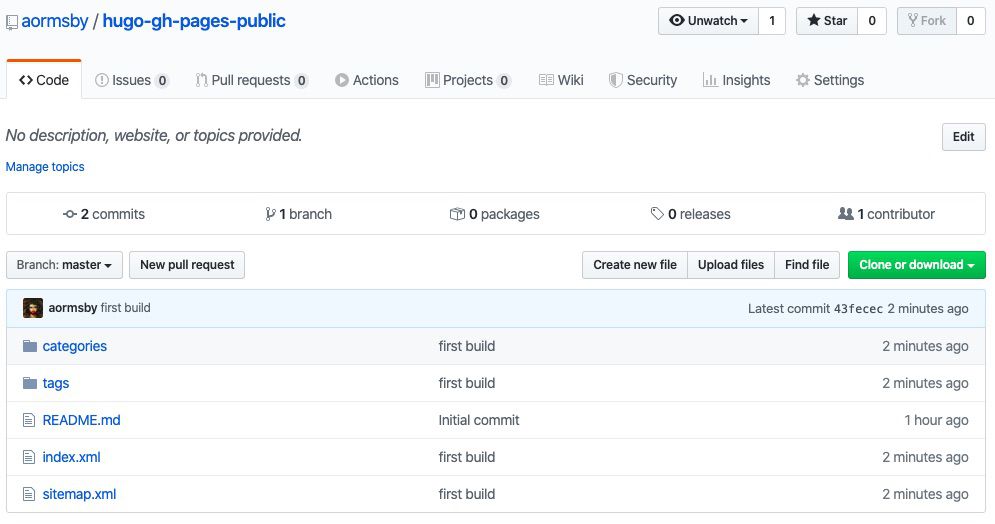 aormsby / hugo-gh-pages-public Unwatch 1 Star 0 Fork 0
Code Issues 0 Pull requests 0 Actions Projects 0 Wiki Security Insights Settings
No description, website, or topics provided. Edit
Manage topics
2 commits 1 branch 0 packages 0 releases 1 contributor
Branch: master New pull request Create new file Upload files Find file Clone or download
aormsby first build Latest commit 43fecec 2 minutes ago
categories first build 2 minutes ago
tags first build 2 minutes ago
README.md Initial commit 1 hour ago
index.xml first build 2 minutes ago
sitemap.xml first build 2 minutes ago